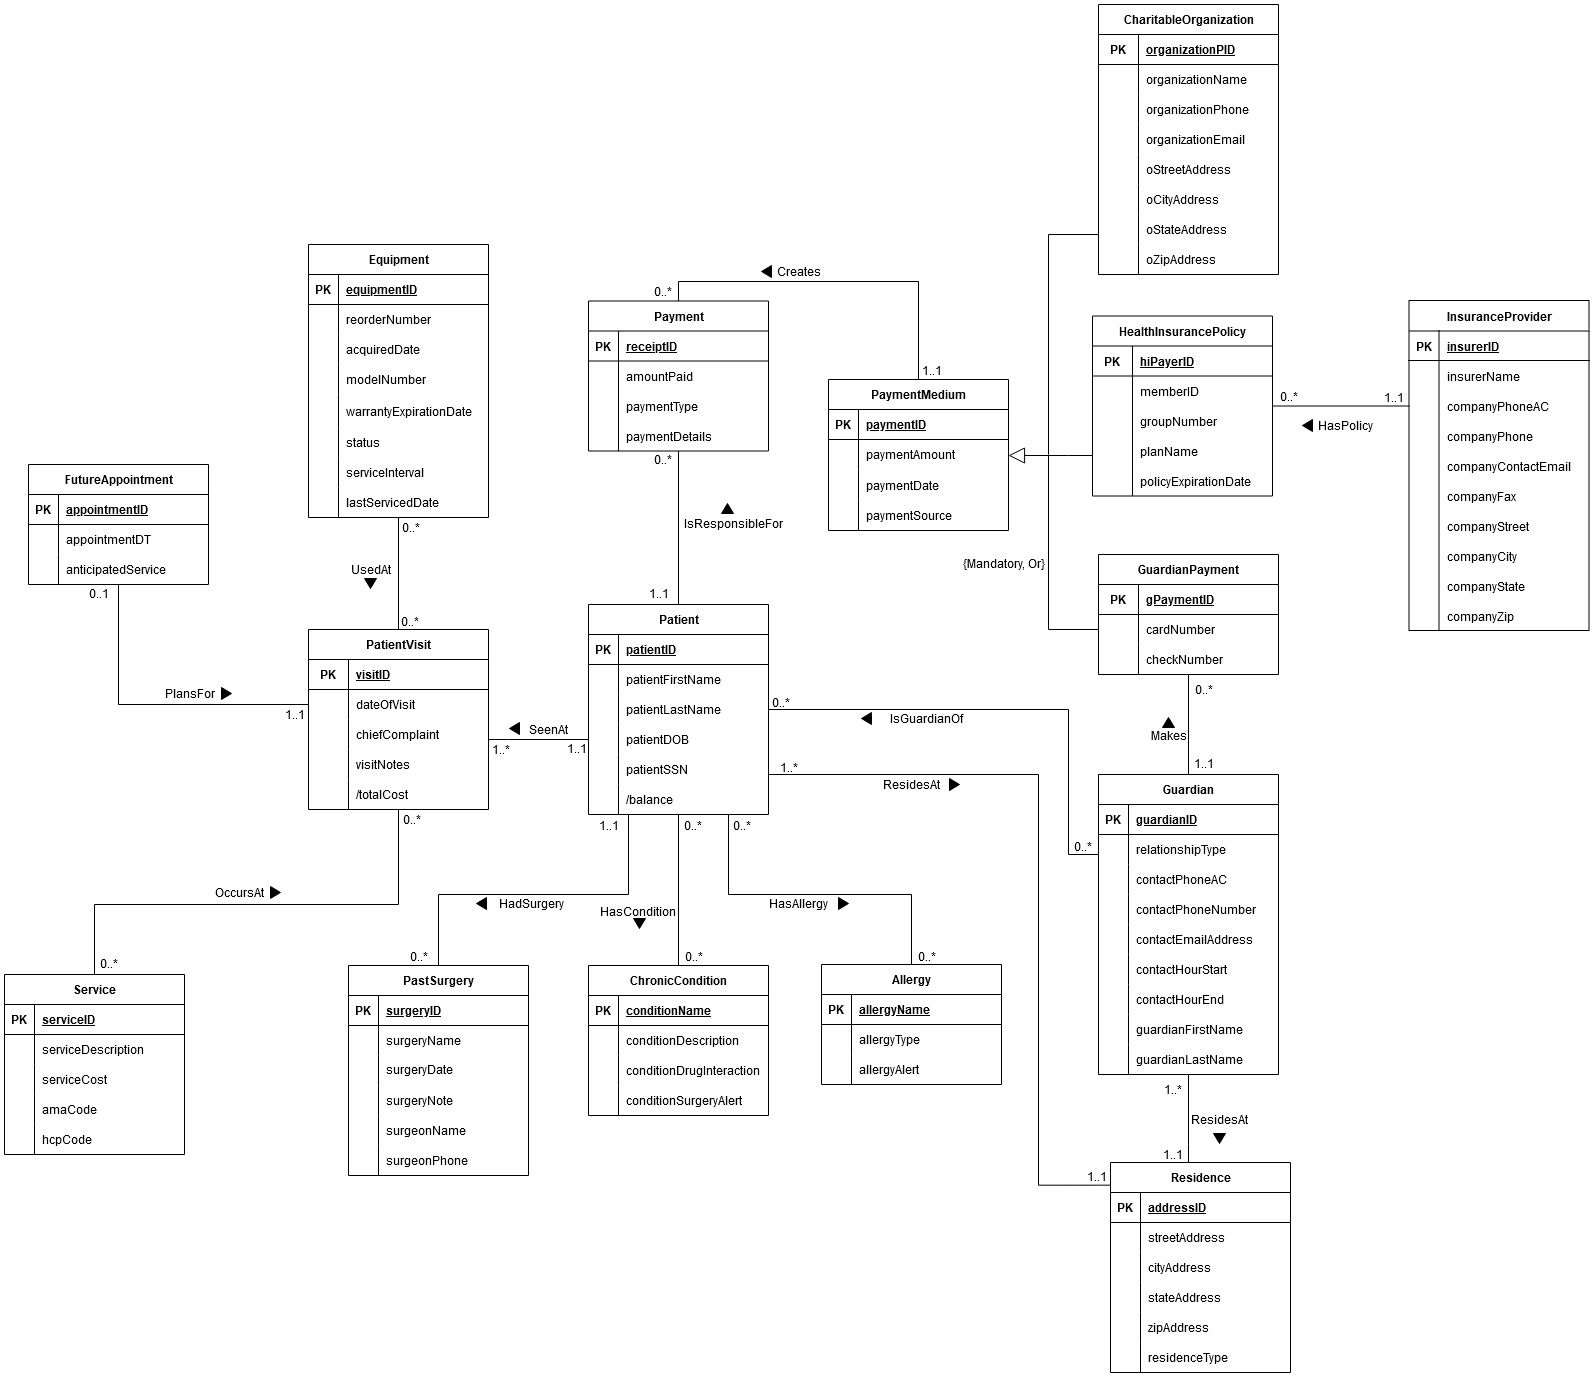 CharitableOrganization
PK organizationPID
organizationName
organizationPhone
organizationEmail
oStreetAddress
oCityAddress
oStateAddress
oZipAddress
Equipment
PK equipmentID
reorderNumber
acquiredDate
modelNumber
warrantyExpirationDate
status
serviceInterval
lastServicedDate
0..*
Creates
0..*
Payment
PK receiptID
amountPaid
paymentType
paymentDetails
0..*
1..1
PaymentMedium
PK paymentID
paymentAmount
paymentDate
paymentSource
HealthInsurancePolicy
PK hiPayerID
memberID
groupNumber
planName
policyExpirationDate
0..*
1..1
HasPolicy
InsuranceProvider
PK insurerID
insurerName
companyPhoneAC
companyPhone
companyContactEmail
companyFax
companyStreet
companyCity
companyState
companyZip
FutureAppointment
PK appointmentID
appointmentDT
anticipatedService
0..1
UsedAt
0..*
IsResponsibleFor
1..1
{Mandatory, Or}
GuardianPayment
PK gPaymentID
cardNumber
checkNumber
0..*
Makes
1..1
PlansFor
1..1
PatientVisit
PK visitID
dateOfVisit
chiefComplaint
visitNotes
/totalCost
0..*
SeenAt
1..*
1..1
Patient
PK patientID
patientFirstName
patientLastName
patientDOB
patientSSN
/balance
0..*
IsGuardianOf
0..*
1..*
ResidesAt
1..1
Guardian
PK guardianID
relationshipType
contactPhoneAC
contactPhoneNumber
contactEmailAddress
contactHourStart
contactHourEnd
guardianFirstName
guardianLastName
1..*
ResidesAt
1..1
1..1
0..*
0..*
OccursAt
HadSurgery
HasCondition
HasAllergy
0..*
0..*
0..*
0..*
Service
PK serviceID
serviceDescription
serviceCost
amaCode
hcpCode
PastSurgery
PK surgeryID
surgeryName
surgeryDate
surgeryNote
surgeonName
surgeonPhone
ChronicCondition
PK conditionName
conditionDescription
conditionDrugInteraction
conditionSurgeryAlert
Allergy
PK allergyName
allergyType
allergyAlert
Residence
PK addressID
streetAddress
cityAddress
stateAddress
zipAddress
residenceType